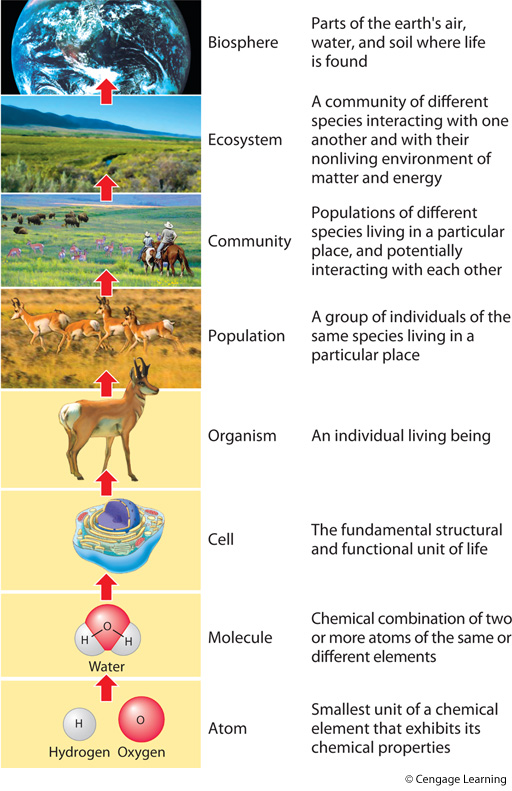 Biosphere
Parts of the earth's air,
water, and soil where life
is found
Ecosystem
A community of different
species interacting with one
another and with their
nonliving environment of
matter and energy
Community
Populations of different
species living in a particular
place, and potentially
interacting with each other
Population
A group of individuals of the
same species living in a
particular place
Organism
An individual living being
Cell
The fundamental structural
and functional unit of life
H
O
H
Water
Molecule
Chemical combination of two
or more atoms of the same or
different elements
H
O
Hydrogen Oxygen
Atom
Smallest unit of a chemical
element that exhibits its
chemical properties
© Cengage Learning